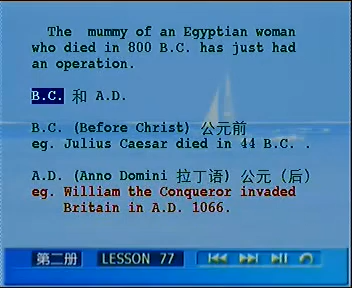 The mummy of an Egyptian woman
who died in 800 B.C. has just had
an operation.
B.C. 和 A.D.
B.C. (Before Christ) 公元前
eg. Julius Caesar died in 44 B.C. .
A.D. (Anno Domini 拉丁语) 公元（后）
eg. William the Conqueror invaded
Britain in A.D. 1066.
第二册 LESSON 77